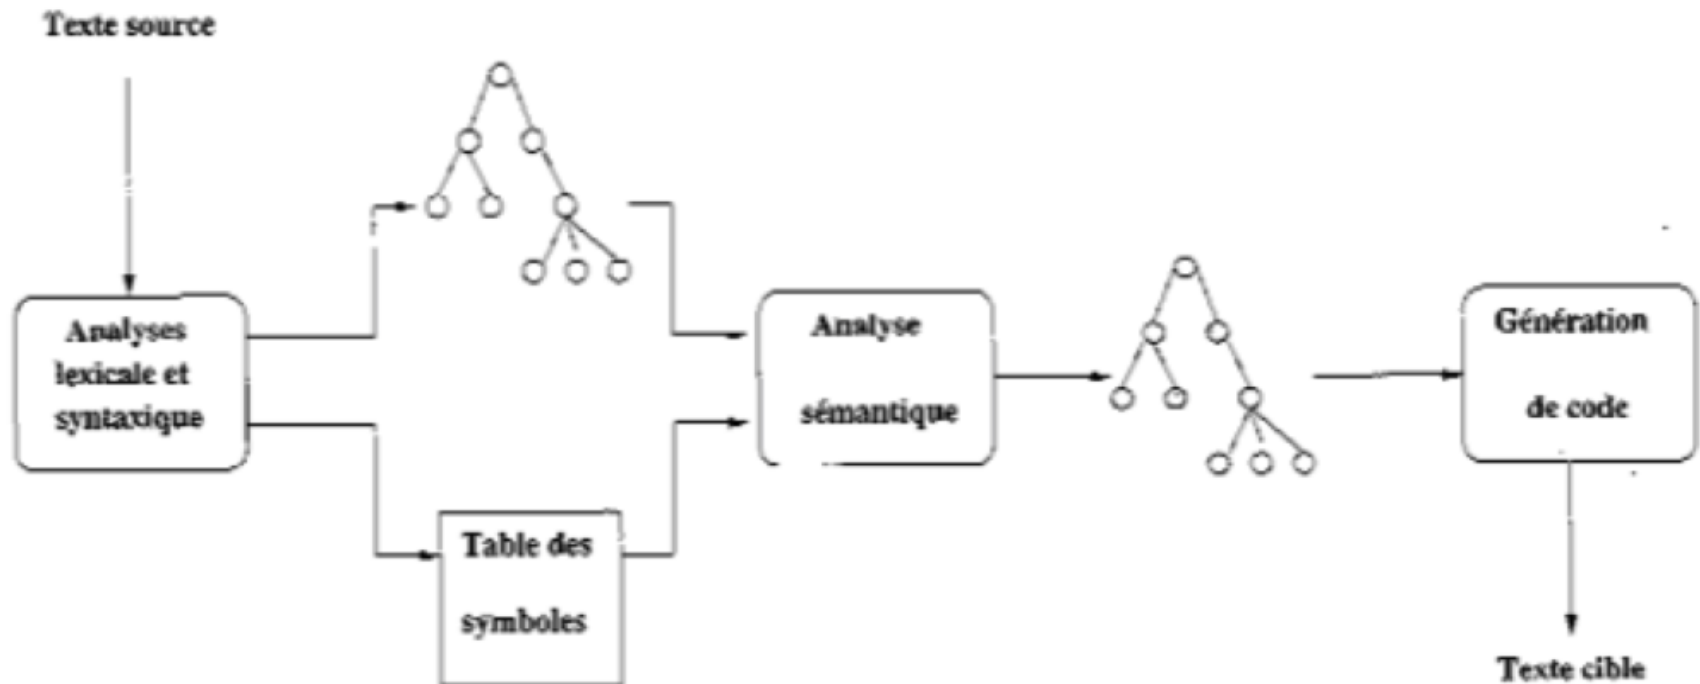 Texte source
Analyses
lexicale et
syntaxique
Table des
symboles
Analyse
sémantique
Génération
de code
Texte cible